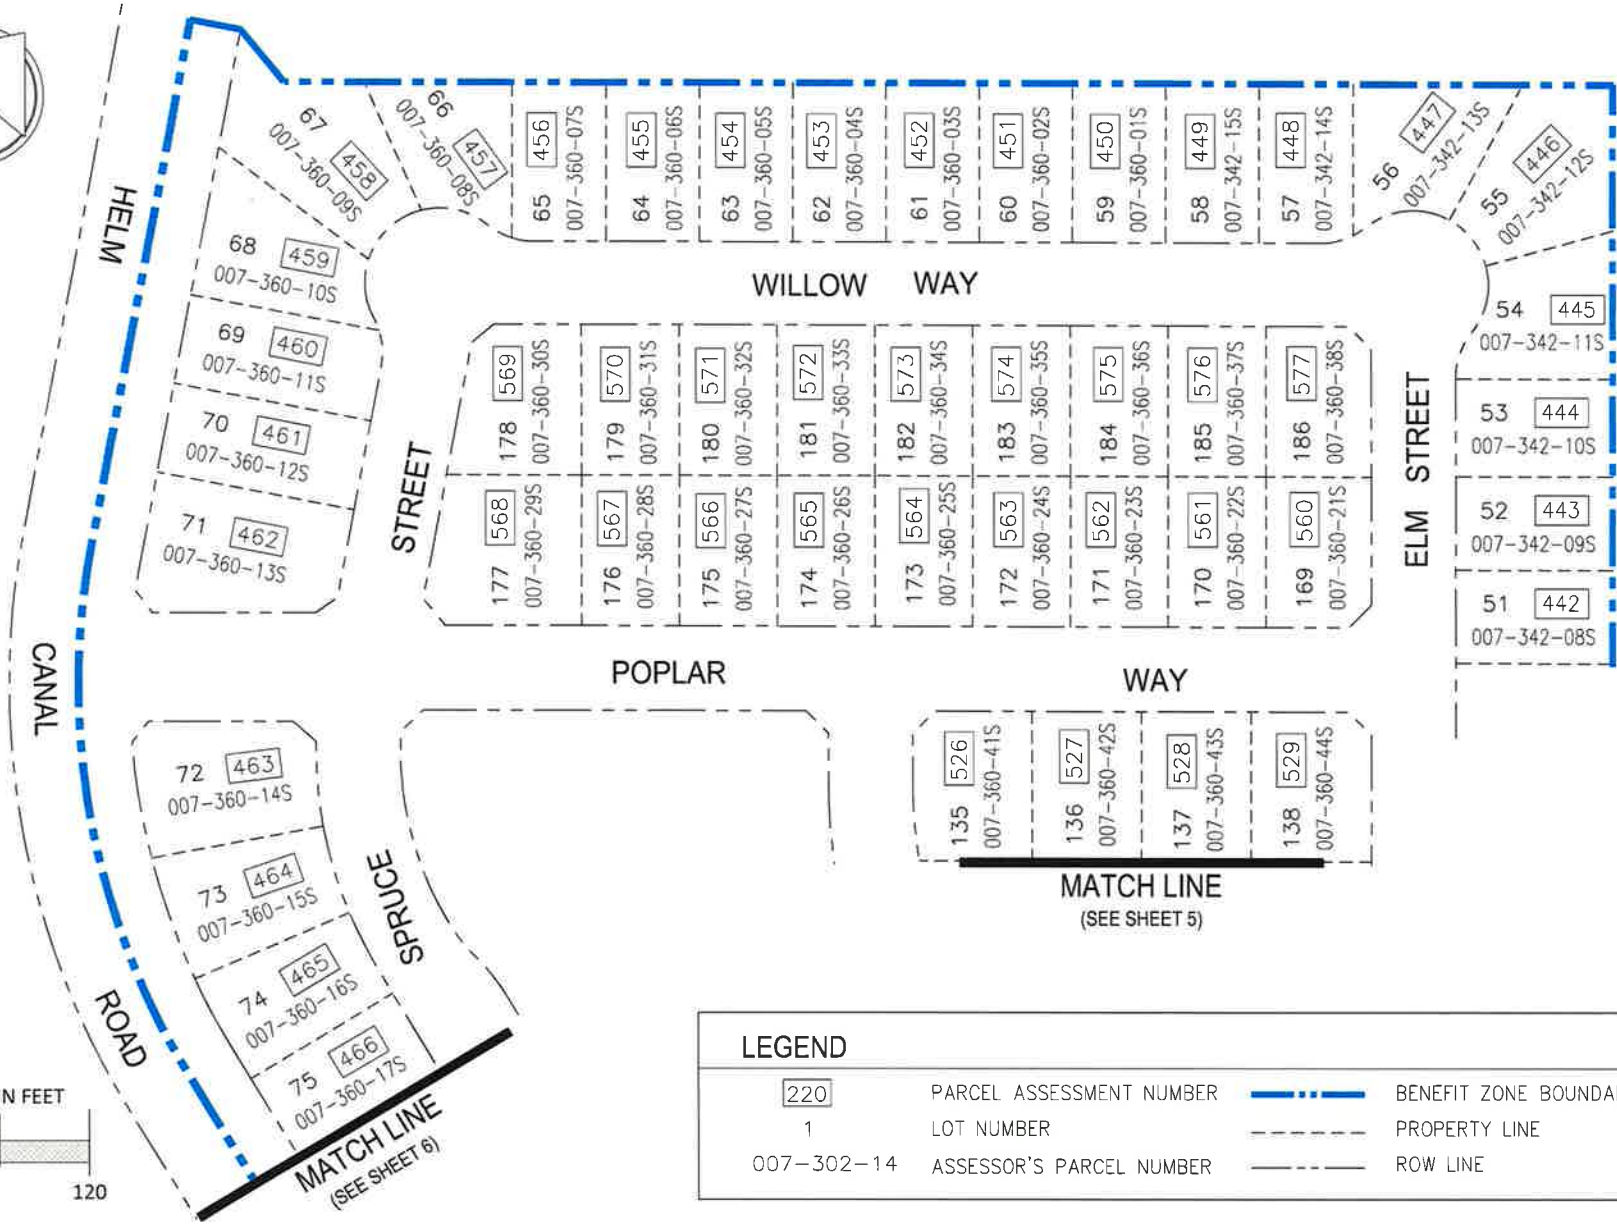 HELM
CANAL
ROAD
67 458
007-360-09S
66 457
007-360-08S
65 456
007-360-07S
64 455
007-360-06S
63 454
007-360-05S
62 453
007-360-04S
61 452
007-360-03S
60 451
007-360-02S
59 450
007-360-01S
58 449
007-342-15S
57 448
007-342-14S
56 447
007-342-13S
55 446
007-342-12S
68 459
007-360-10S
69 460
007-360-11S
70 461
007-360-12S
71 462
007-360-13S
WILLOW WAY
54 445
007-342-11S
53 444
007-342-10S
52 443
007-342-09S
51 442
007-342-08S
178 569
007-360-30S
179 570
007-360-31S
180 571
007-360-32S
181 572
007-360-33S
182 573
007-360-34S
183 574
007-360-35S
184 575
007-360-36S
185 576
007-360-37S
186 577
007-360-38S
STREET
ELM STREET
177 568
007-360-29S
176 567
007-360-28S
175 566
007-360-27S
174 565
007-360-26S
173 564
007-360-25S
172 563
007-360-24S
171 562
007-360-23S
170 561
007-360-22S
169 560
007-360-21S
POPLAR WAY
72 463
007-360-14S
73 464
007-360-15S
74 465
007-360-16S
75 466
007-360-17S
SPRUCE
135 526
007-360-41S
136 527
007-360-42S
137 528
007-360-43S
138 529
007-360-44S
MATCH LINE
(SEE SHEET 5)
MATCH LINE
(SEE SHEET 6)
N FEET
120
LEGEND
220 PARCEL ASSESSMENT NUMBER BENEFIT ZONE BOUNDA
1 LOT NUMBER PROPERTY LINE
007-302-14 ASSESSOR'S PARCEL NUMBER ROW LINE